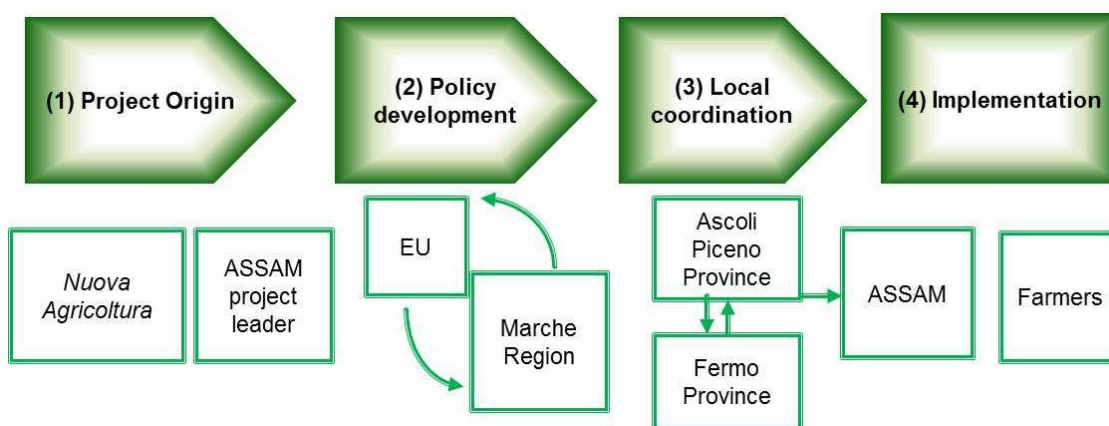 (1) Project Origin
(2) Policy
development
(3) Local
coordination
(4) Implementation
Nuova
Agricoltura
ASSAM
project
leader
EU
Marche
Region
Ascoli
Piceno
Province
Fermo
Province
ASSAM
Farmers